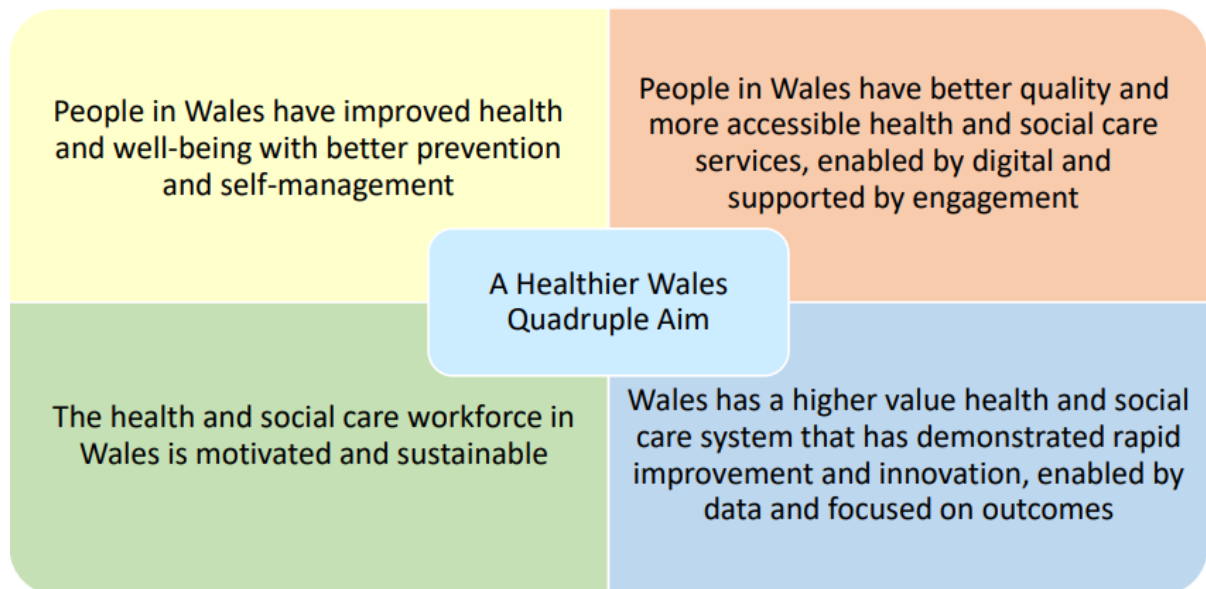 People in Wales have improved health
and well-being with better prevention
and self-management
People in Wales have better quality and
more accessible health and social care
services, enabled by digital and
supported by engagement
A Healthier Wales
Quadruple Aim
The health and social care workforce in
Wales is motivated and sustainable
Wales has a higher value health and social
care system that has demonstrated rapid
improvement and innovation, enabled by
data and focused on outcomes